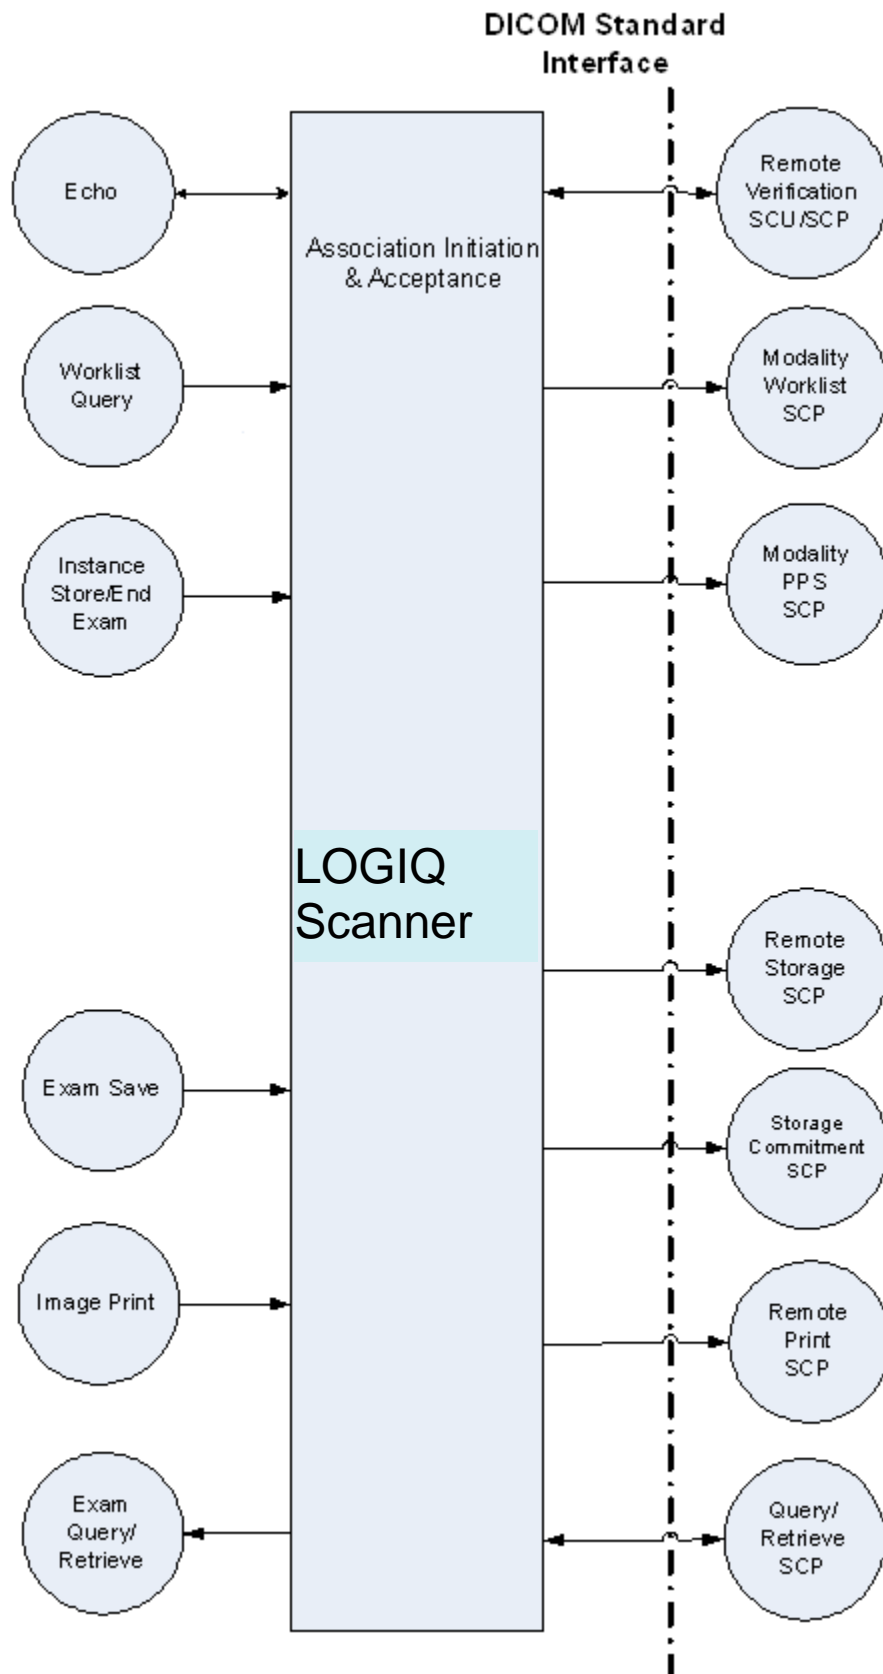 DICOM Standard
Interface
Echo
Association Initiation
& Acceptance
Remote
Verification
SCU/SCP
Worklist
Query
Modality
Worklist
SCP
Instance
Store/End
Exam
Modality
PPS
SCP
LOGIQ
Scanner
Remote
Storage
SCP
Exam Save
Storage
Commitment
SCP
Image Print
Remote
Print
SCP
Exam
Query/
Retrieve
Query/
Retrieve
SCP